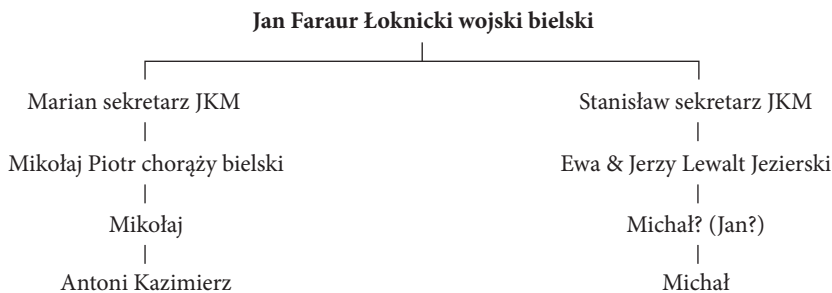 Jan Faraur Łoknicki wojski bielski
Marian sekretarz JKM
Stanisław sekretarz JKM
Mikołaj Piotr chorąży bielski
Ewa & Jerzy Lewalt Jezierski
Mikołaj
Michał? (Jan?)
Antoni Kazimierz
Michał